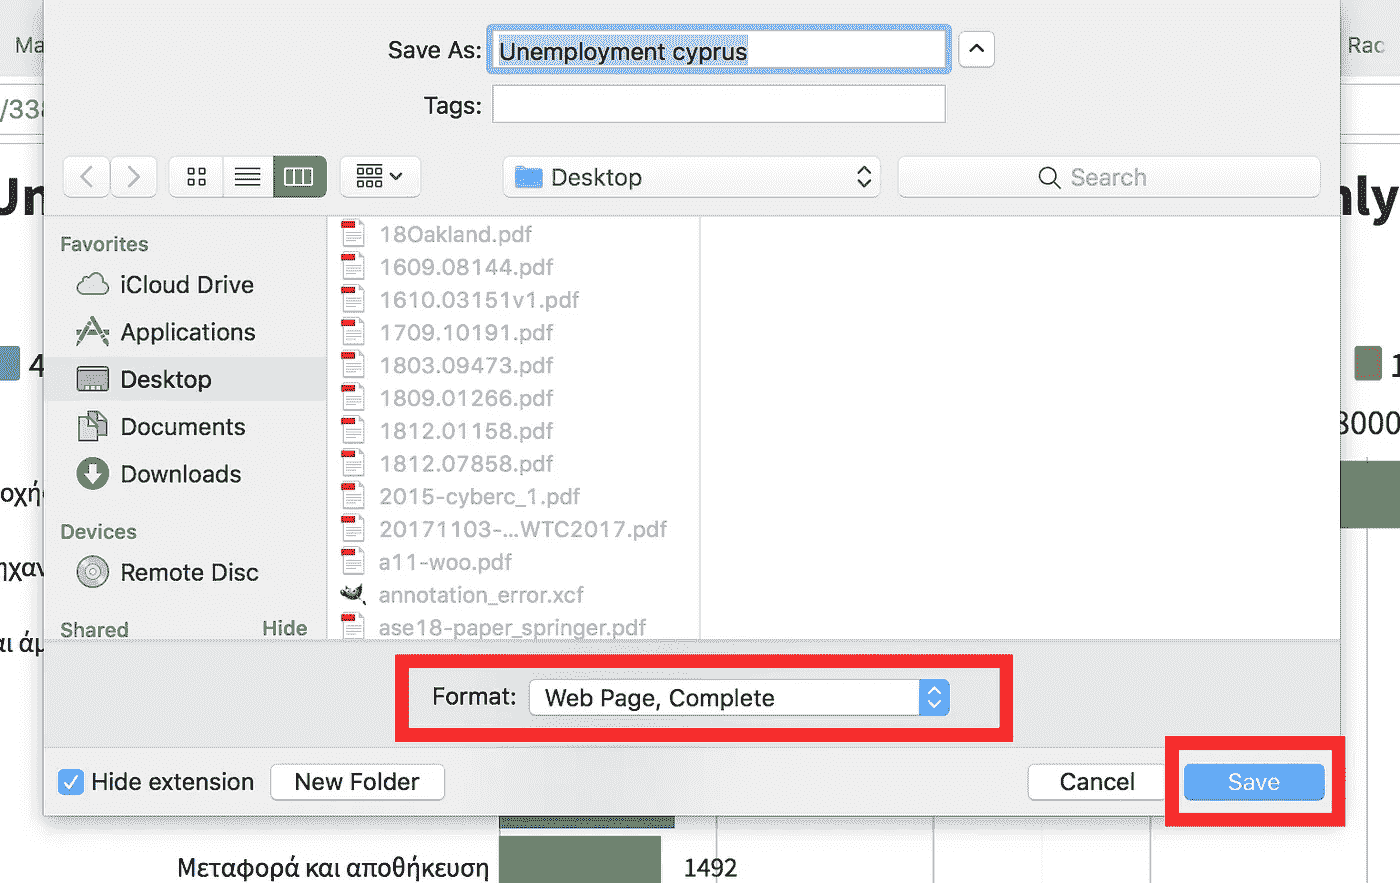 Save As: Unemployment cyprus
Ma
Rac
Tags:
/338
Desktop
Search
Un
nly
Favorites
iCloud Drive
Applications
Desktop
Documents
Downloads
Devices
Remote Disc
Shared Hide
18Oakland.pdf
1609.08144.pdf
1610.03151v1.pdf
1709.10191.pdf
1803.09473.pdf
1809.01266.pdf
1812.01158.pdf
1812.07858.pdf
2015-cyberc_1.pdf
20171103-...WTC2017.pdf
a11-woo.pdf
annotation_error.xcf
ase18-paper_springer.pdf
4
1
3000
οχή
ηχαν
αι άμ
Format: Web Page, Complete
Hide extension
New Folder
Cancel
Save
Μεταφορά και αποθήκευση
1492